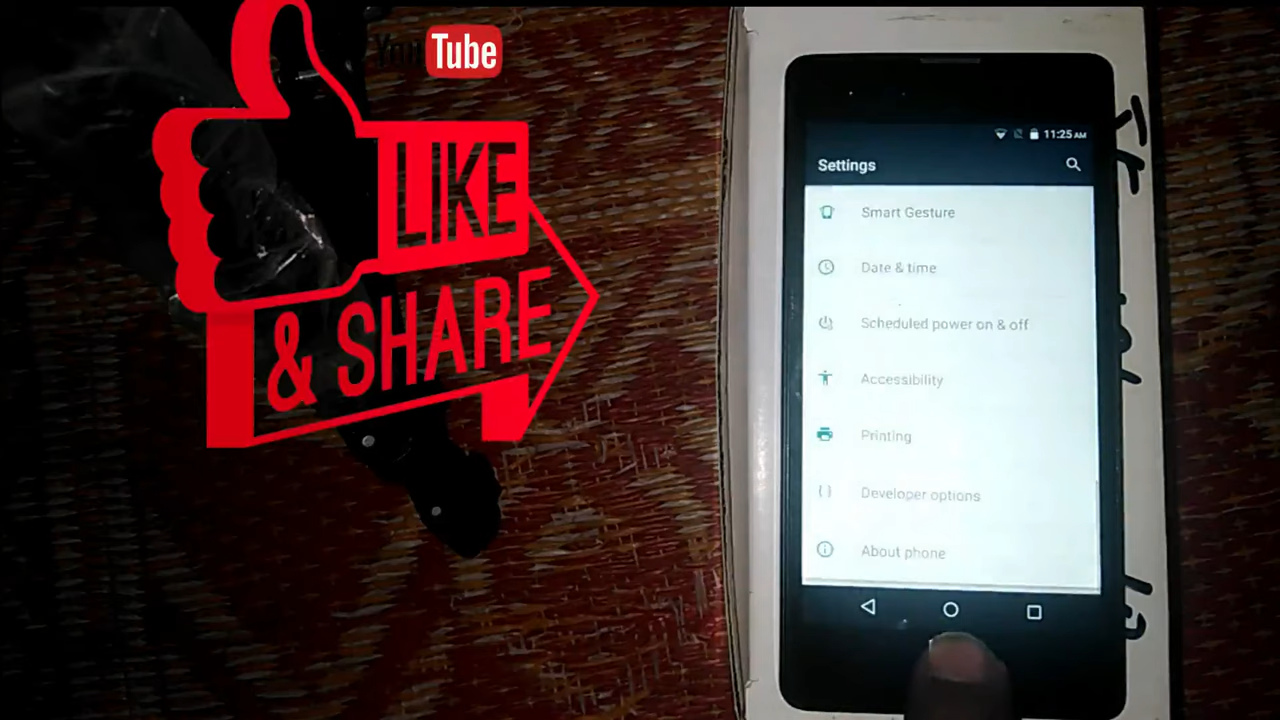 YouTube
LIKE
& SHARE
11:25 AM
Settings
Smart Gesture
Date & time
Scheduled power on & off
Accessibility
Printing
Developer options
About phone